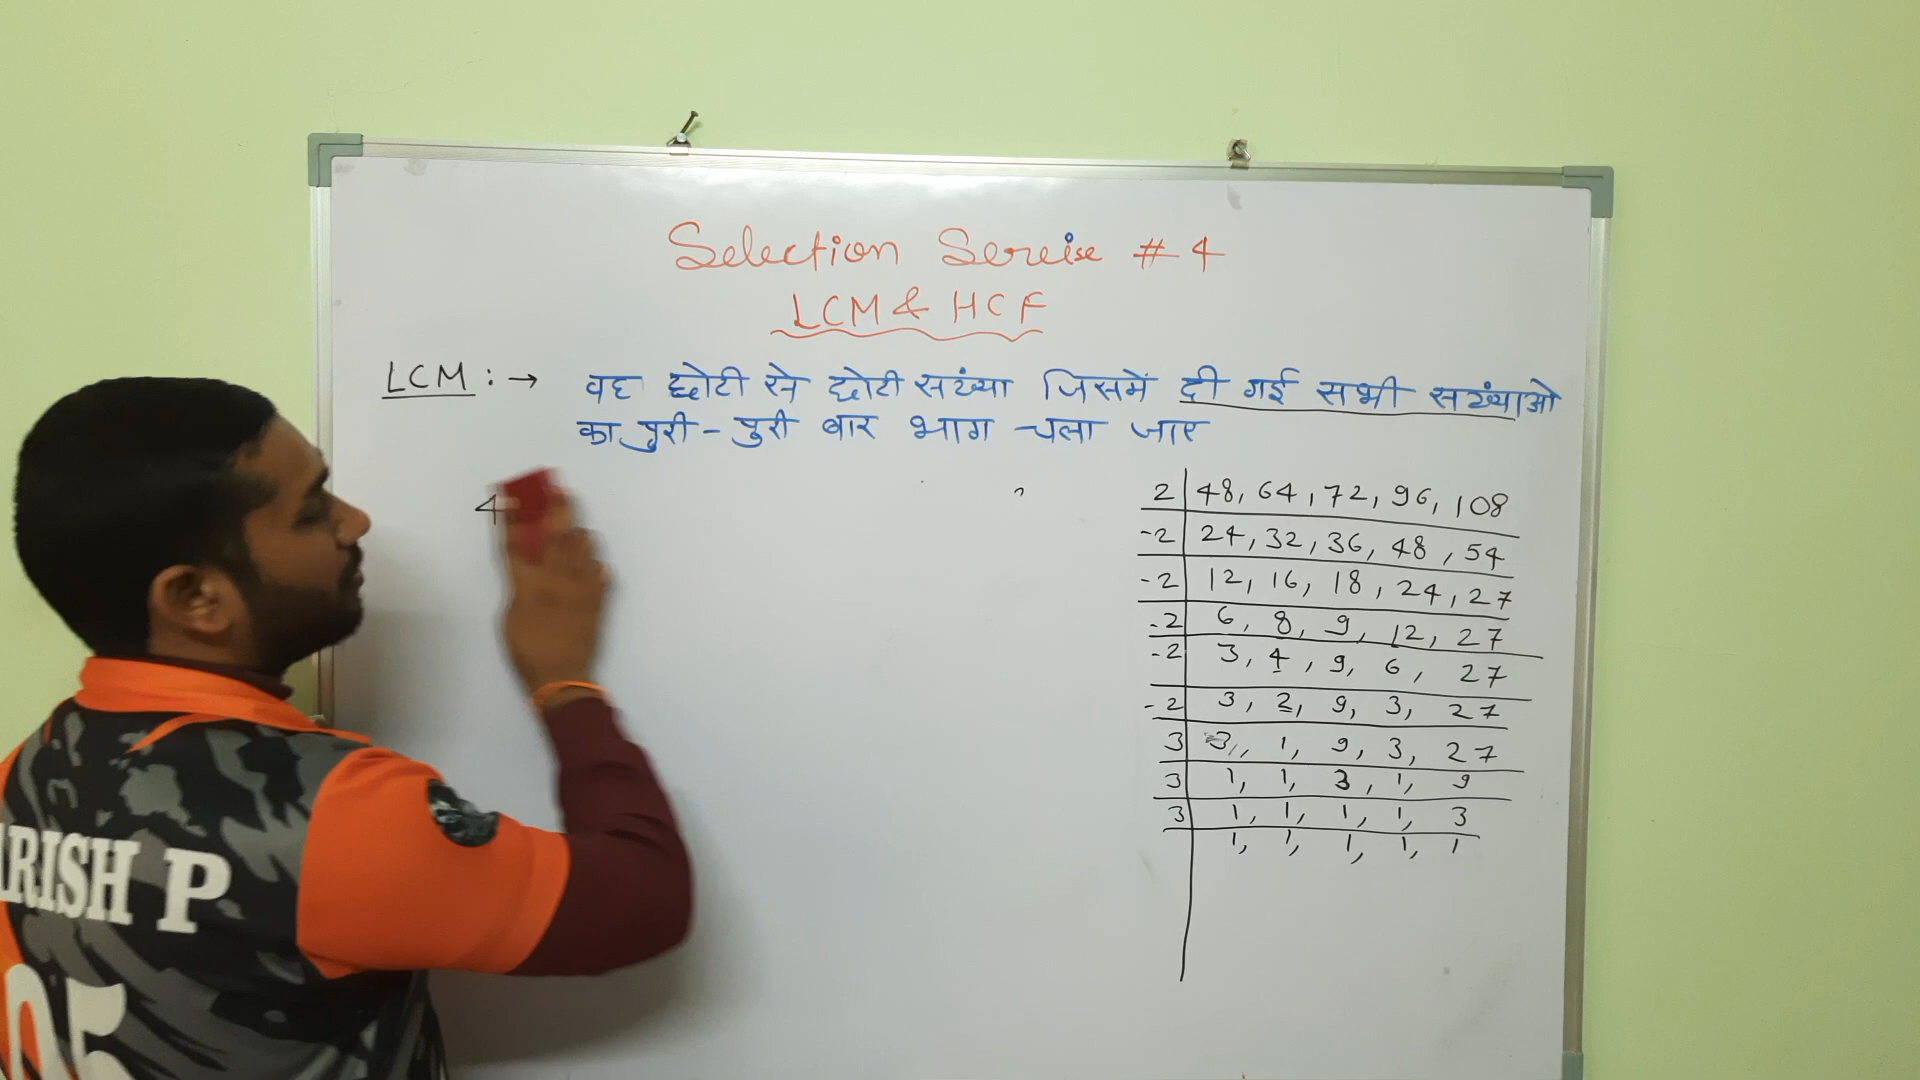 Selection Sereise # 4
LCM & HCF
LCM :→ वह छोटी से छोटी सख्ंया जिसमें दी गई सभी सख्ंयाओ
का पुरी - पुरी बार भाग चला जाए
4
2 | 48, 64, 72, 96, 108
-2 | 24, 32, 36, 48, 54
-2 | 12, 16, 18, 24, 27
-2 | 6, 8, 9, 12, 27
-2 | 3, 4, 9, 6, 27
-2 | 3, 2, 9, 3, 27
3 | 3, 1, 9, 3, 27
3 | 1, 1, 3, 1, 9
3 | 1, 1, 1, 1, 3
1, 1, 1, 1, 1
ARISH P